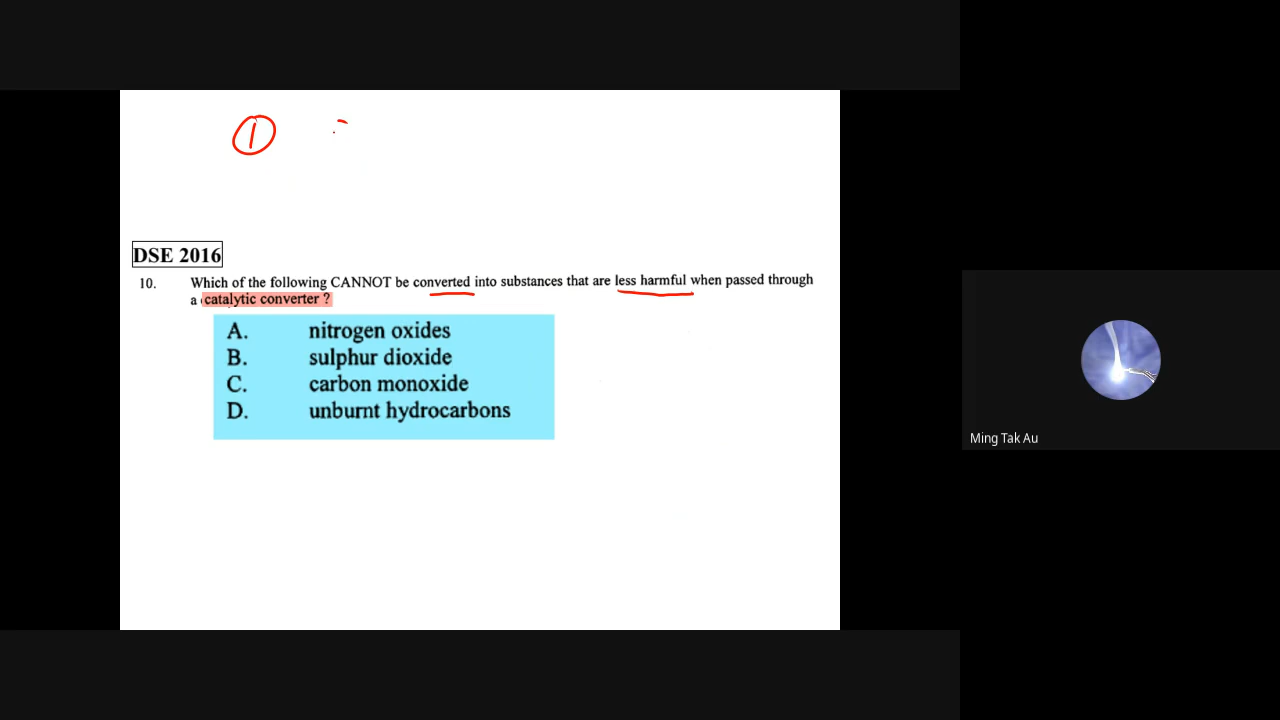 ①
DSE 2016
10. Which of the following CANNOT be converted into substances that are less harmful when passed through
a catalytic converter ?
A. nitrogen oxides
B. sulphur dioxide
C. carbon monoxide
D. unburnt hydrocarbons
Ming Tak Au